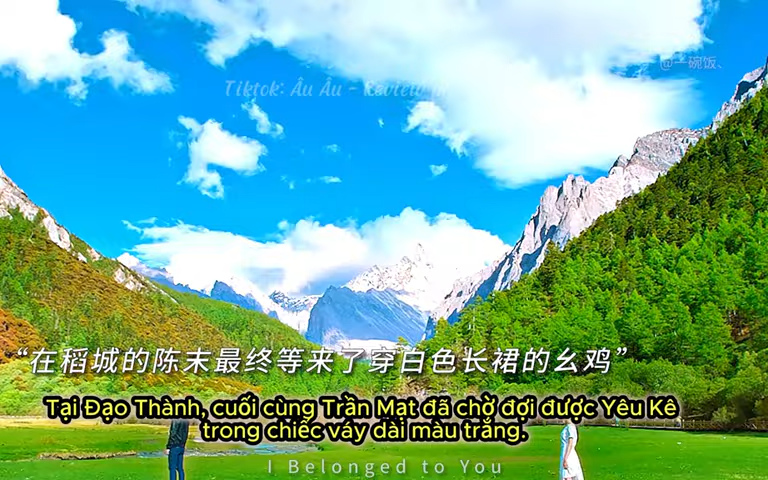 @一碗饭、
Tiktok: Âu Âu - Review
“在稻城的陈末最终等来了穿白色长裙的幺鸡”
Tại Đạo Thành, cuối cùng Trần Mạt đã chờ đợi được Yêu Kê
trong chiếc váy dài màu trắng.
I Belonged to You